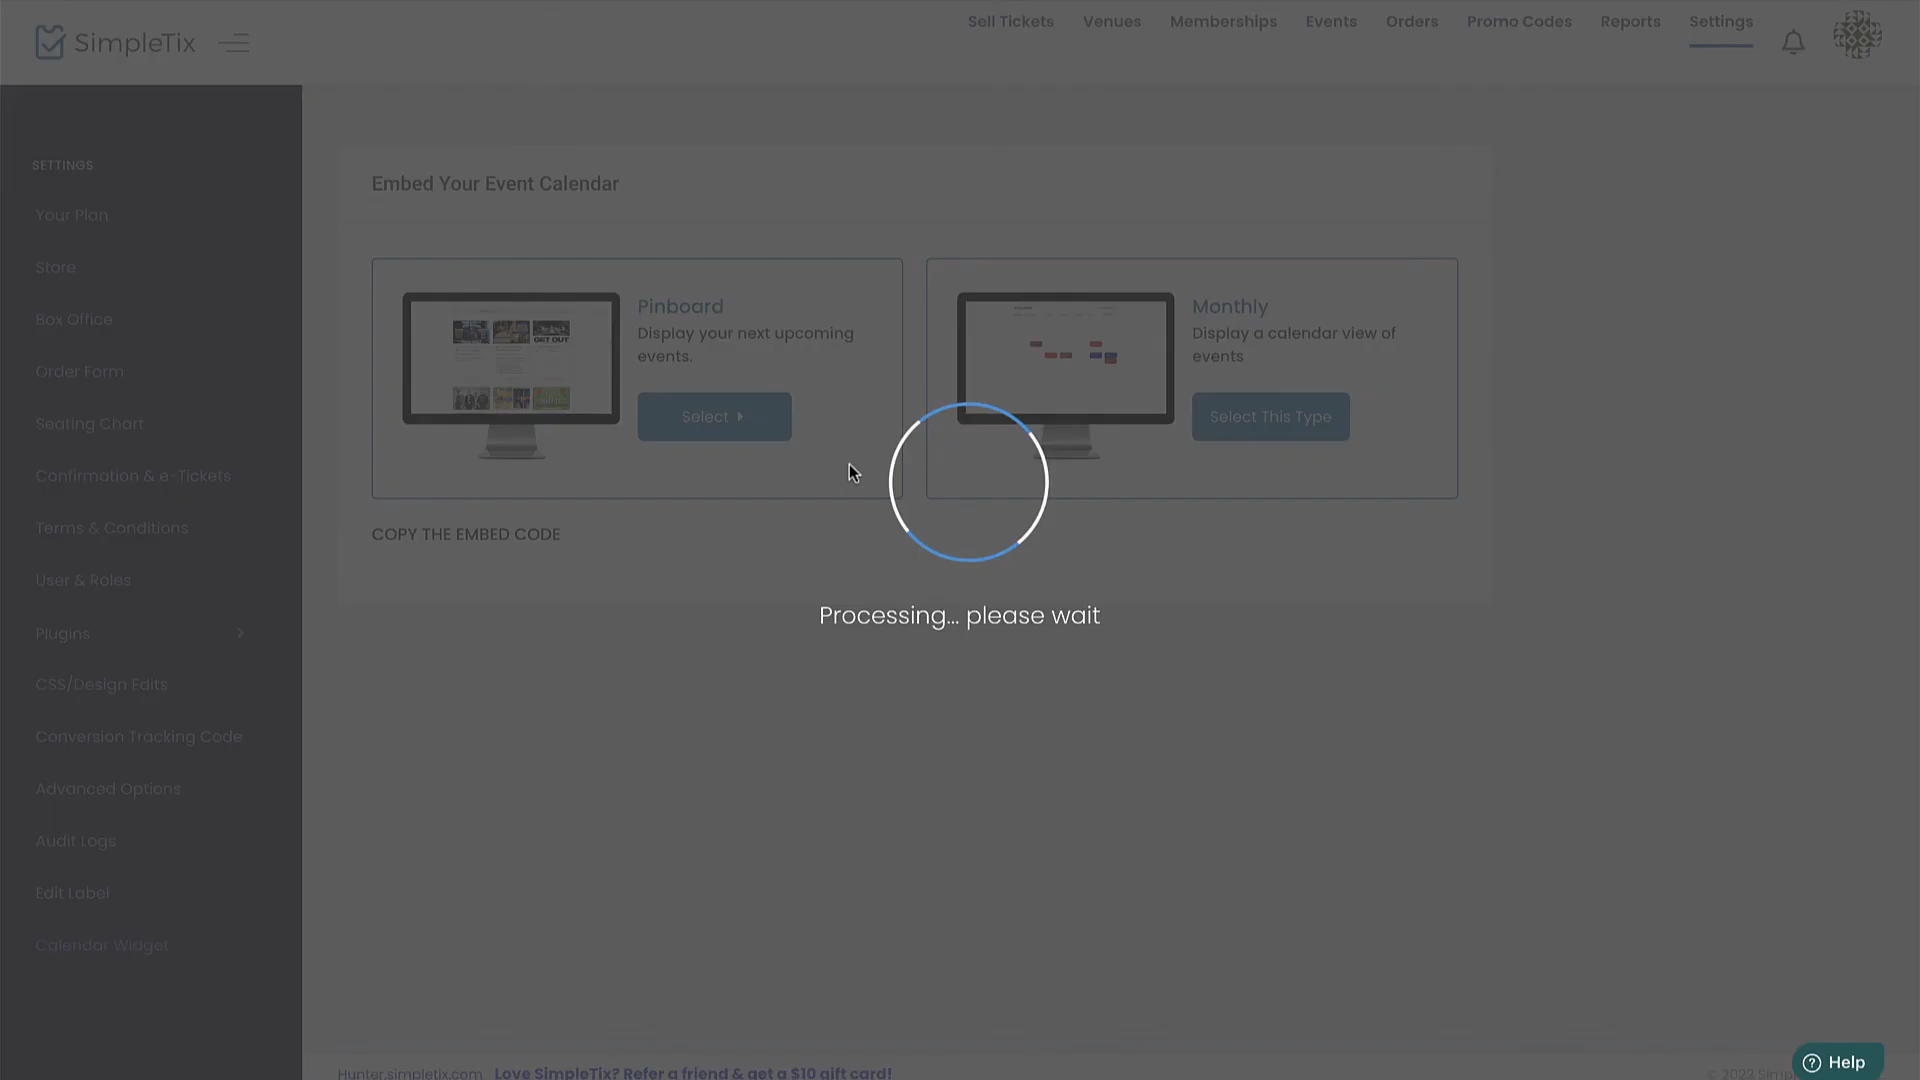 SimpleTix
Sell Tickets
Venues
Memberships
Events
Orders
Promo Codes
Reports
Settings
SETTINGS
Your Plan
Store
Box Office
Order Form
Seating Chart
Confirmation & e-Tickets
Terms & Conditions
User & Roles
Plugins
CSS/Design Edits
Conversion Tracking Code
Advanced Options
Audit Logs
Edit Label
Calendar Widget
Embed Your Event Calendar
GET OUT
Pinboard
Display your next upcoming
events.
Select
Monthly
Display a calendar view of
events
Select This Type
COPY THE EMBED CODE
Processing... please wait
Hunter.simpletix.com
Love SimpleTix? Refer a friend & get a $10 gift card!
Help